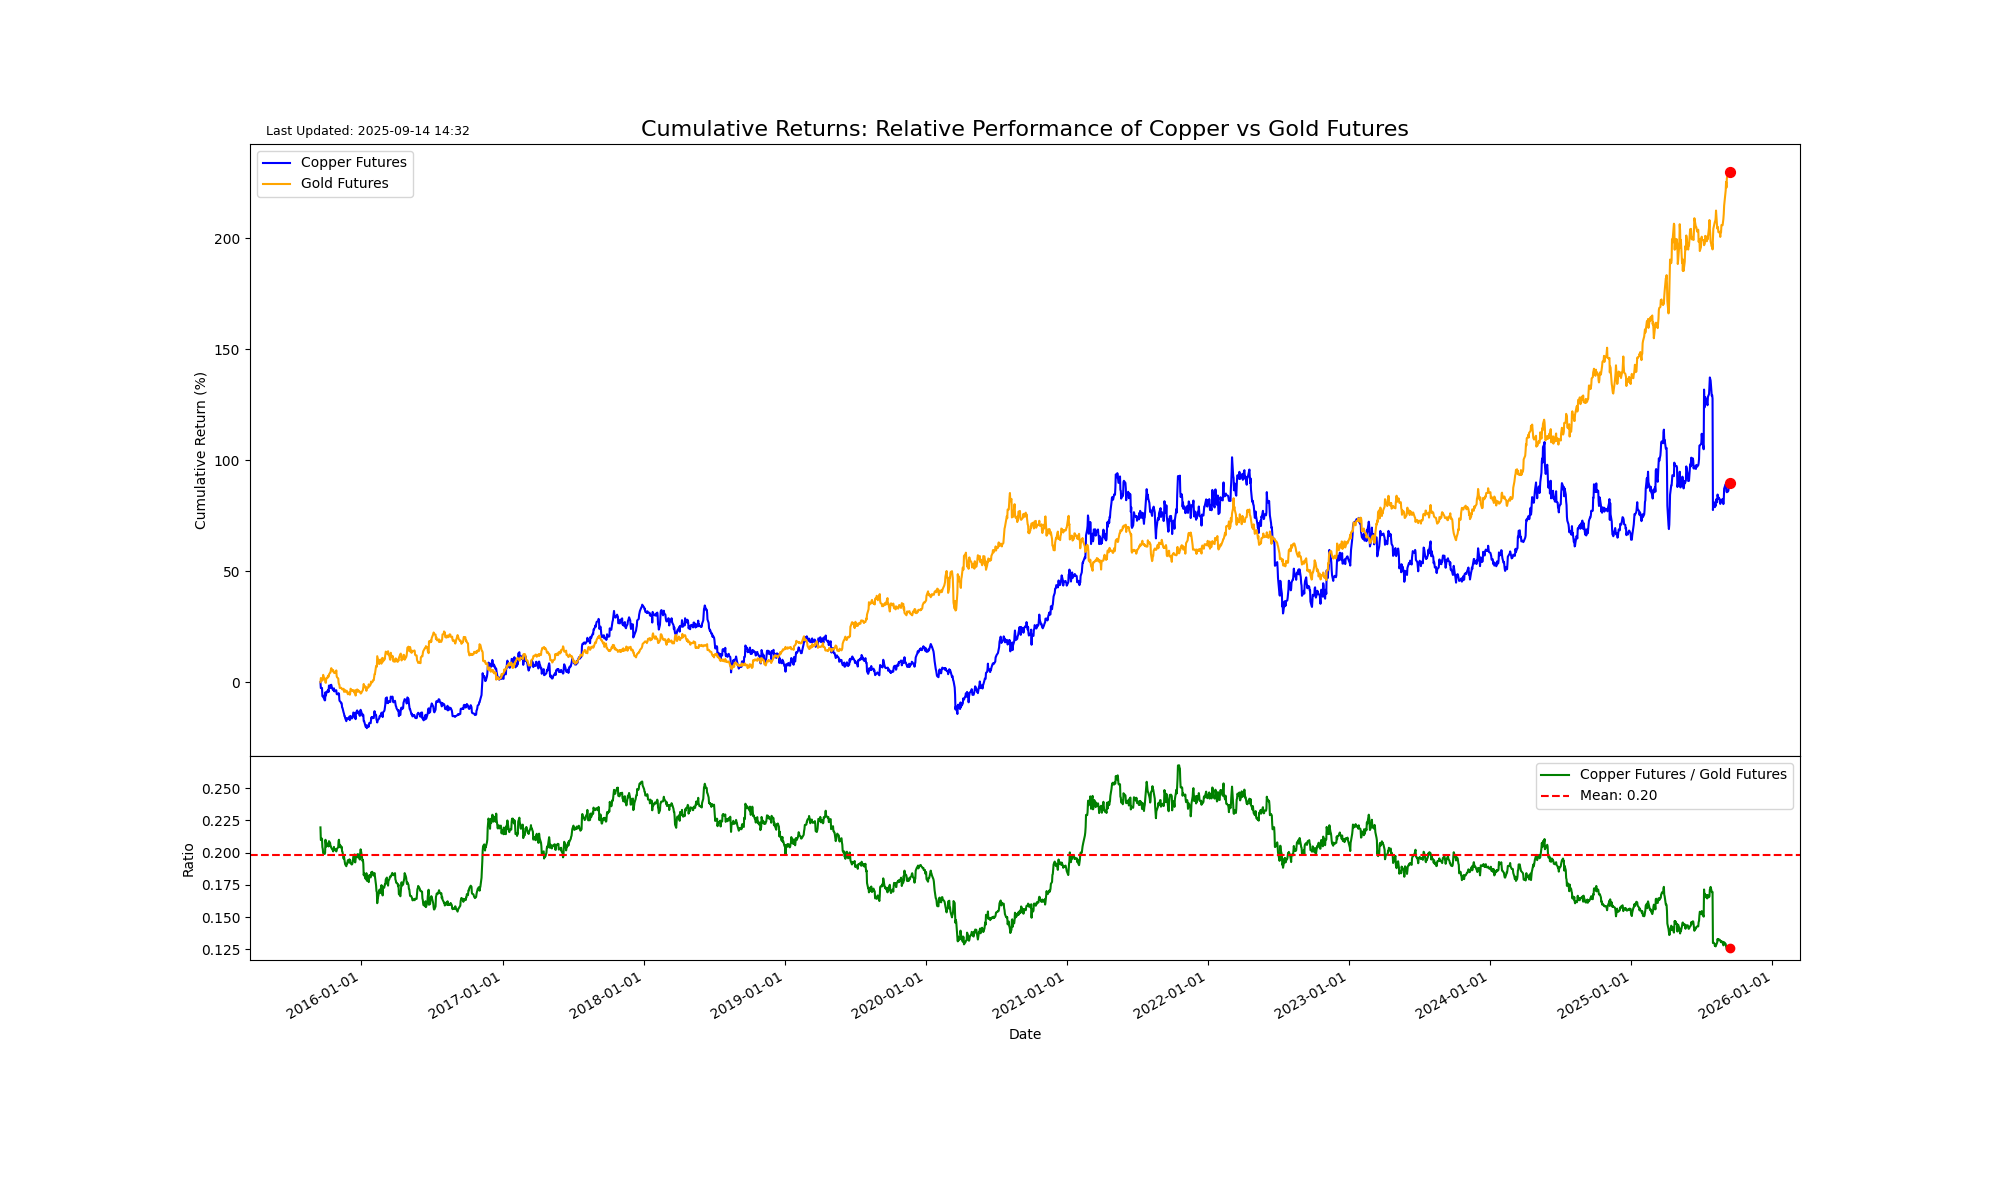 Last Updated: 2025-09-14 14:32
Cumulative Returns: Relative Performance of Copper vs Gold Futures
Copper Futures
Gold Futures
Cumulative Return (%)
200
150
100
50
0
Copper Futures / Gold Futures
Mean: 0.20
Ratio
0.250
0.225
0.200
0.175
0.150
0.125
2016-01-01
2017-01-01
2018-01-01
2019-01-01
2020-01-01
2021-01-01
2022-01-01
2023-01-01
2024-01-01
2025-01-01
2026-01-01
Date